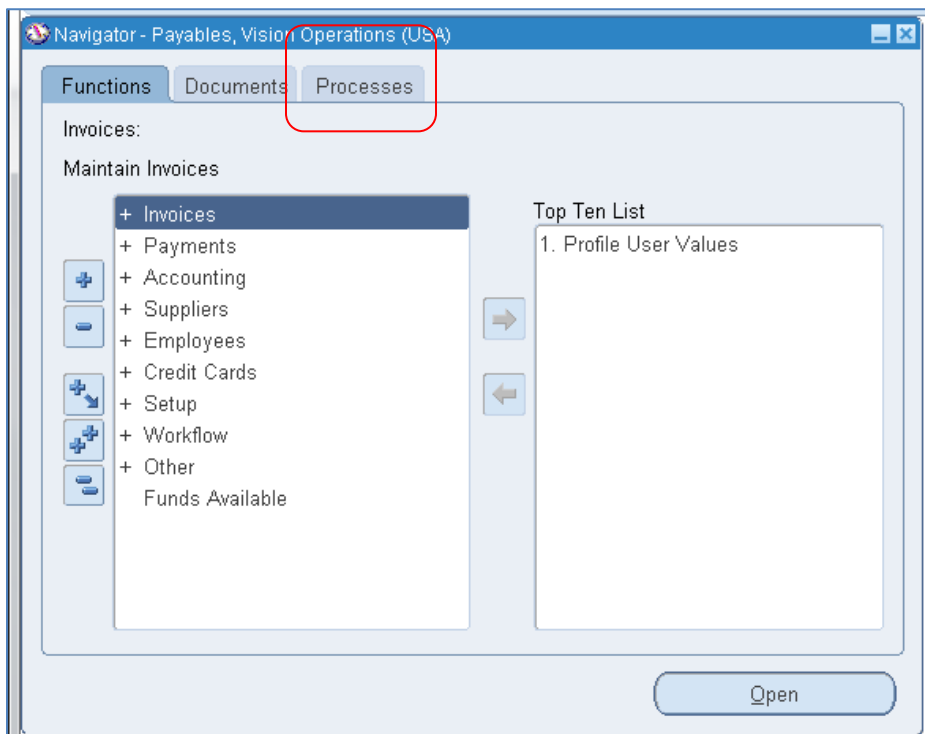 Navigator - Payables, Vision Operations (USA)
Functions Documents Processes
Invoices:
Maintain Invoices
+ Invoices
+ Payments
+ Accounting
+ Suppliers
+ Employees
+ Credit Cards
+ Setup
+ Workflow
+ Other
Funds Available
Top Ten List
1. Profile User Values
Open